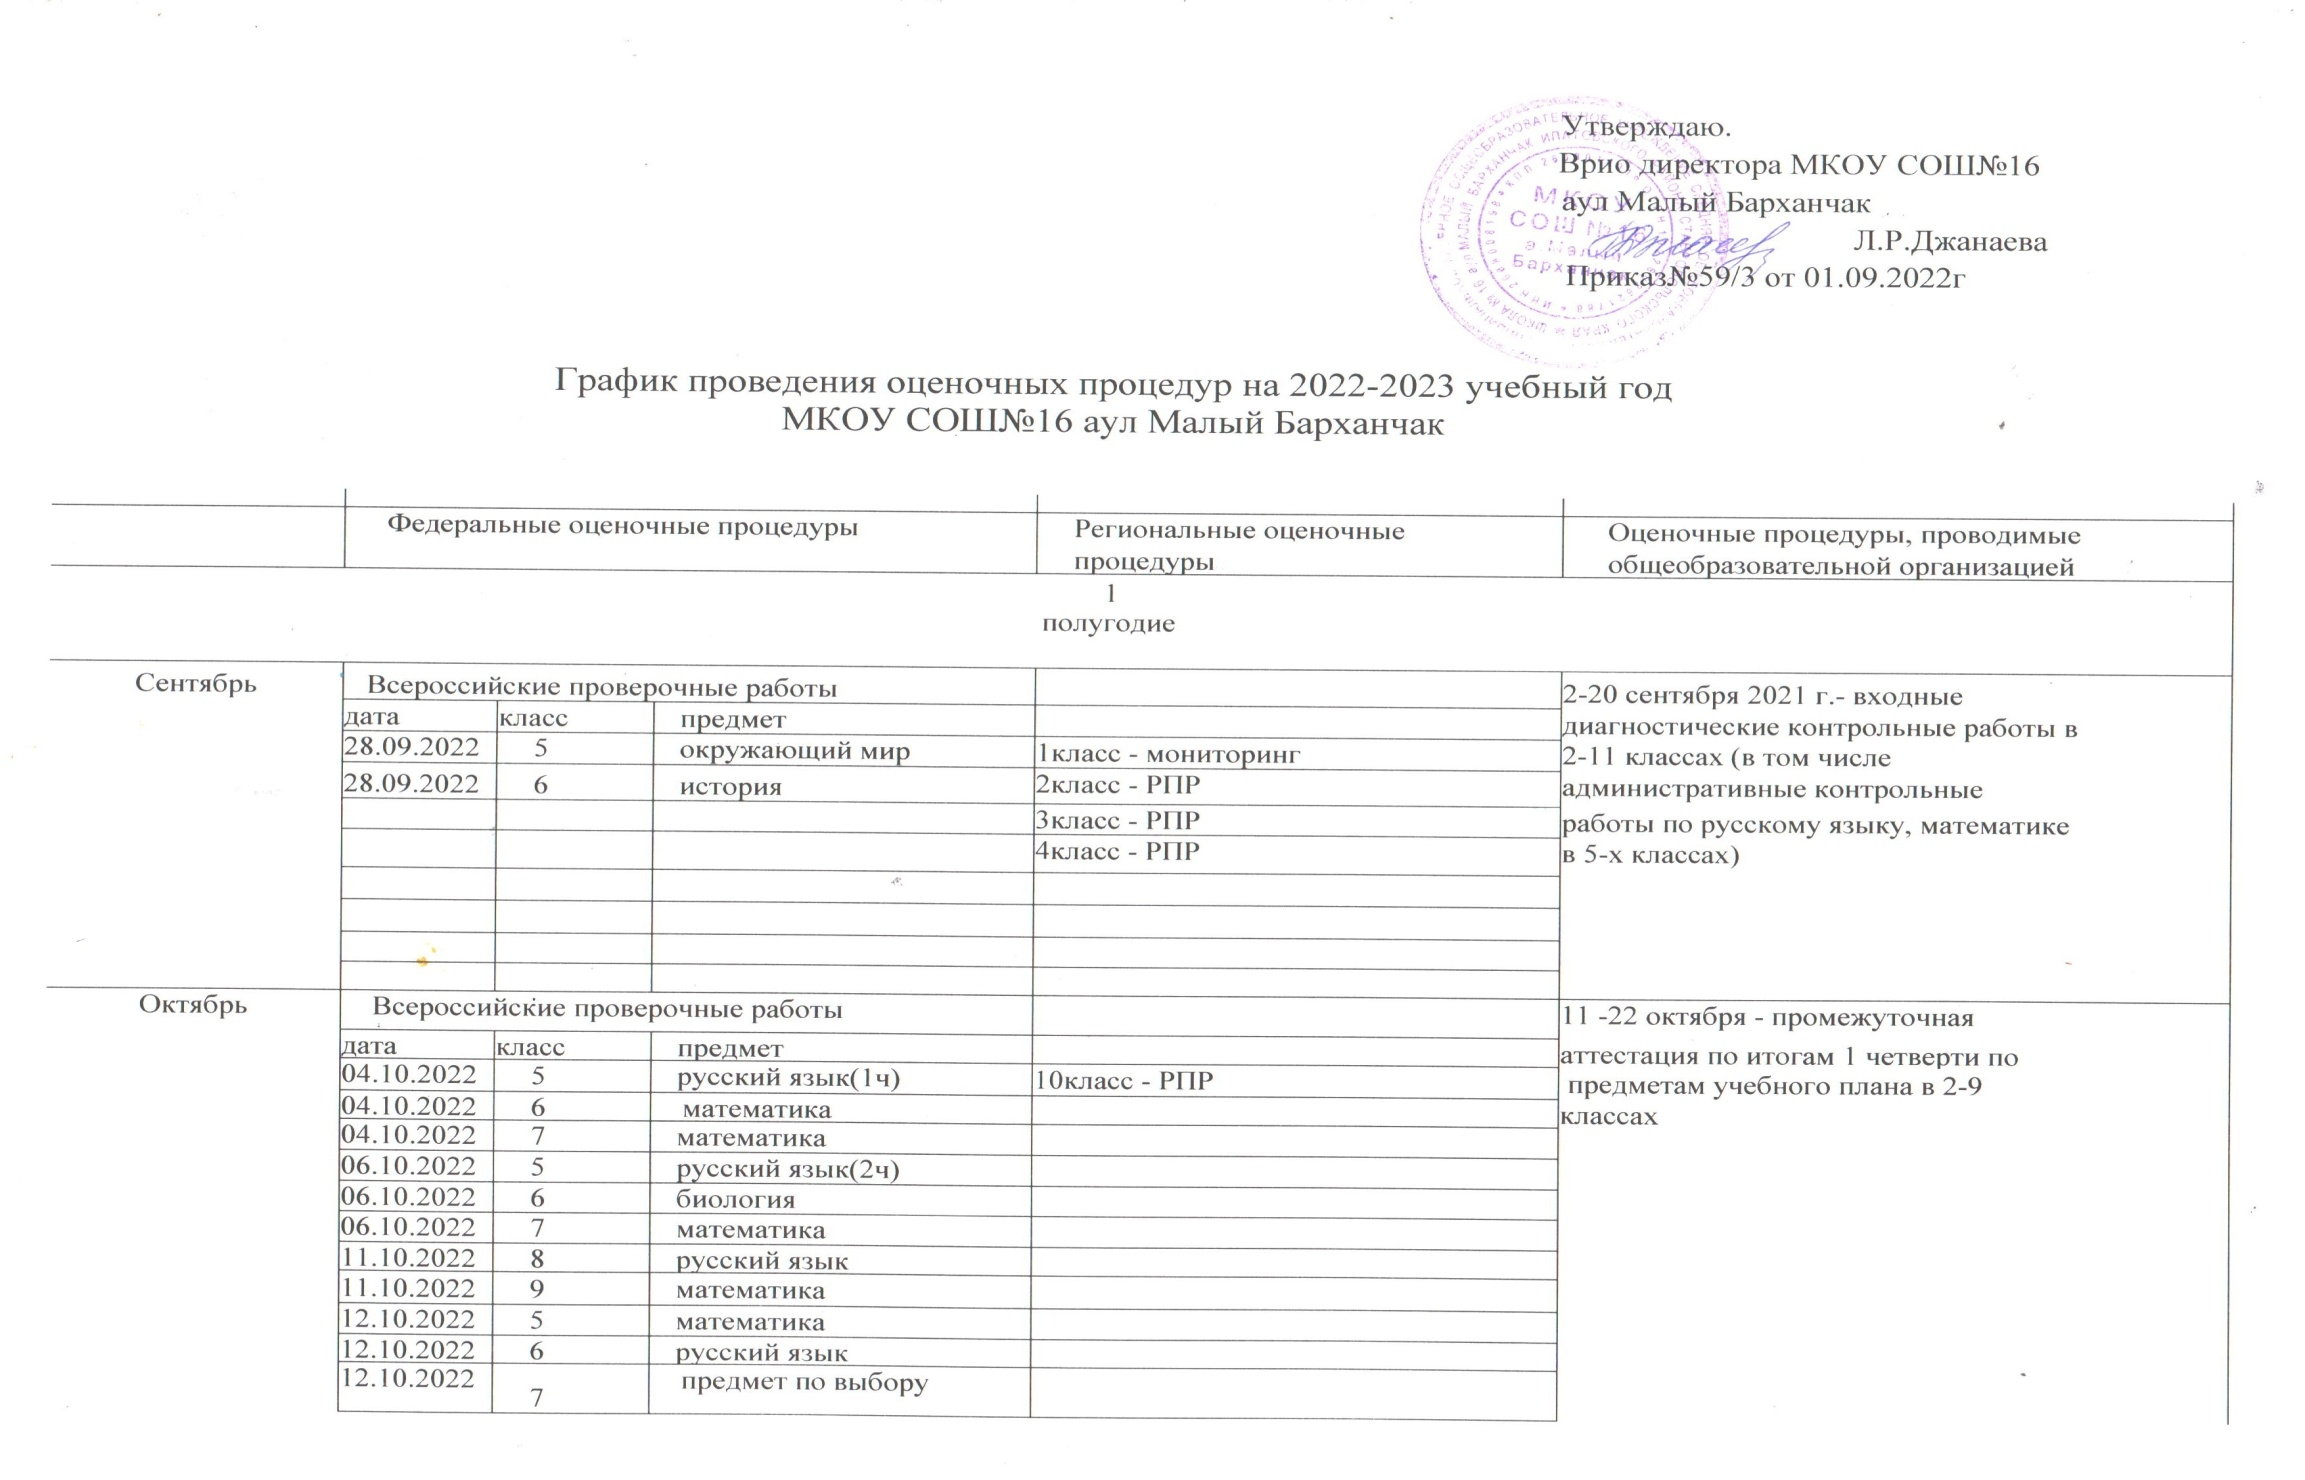 Утверждаю.
Врио директора МКОУ СОШ№16
аул Малый Барханчак
Л.Р.Джанаева
Приказ№59/3 от 01.09.2022г
МКОУ
СОШ №16
Барханчак
График проведения оценочных процедур на 2022-2023 учебный год
МКОУ СОШ№16 аул Малый Барханчак
Федеральные оценочные процедуры
Региональные оценочные
процедуры
Оценочные процедуры, проводимые
общеобразовательной организацией
1
полугодие
Сентябрь
Всероссийские проверочные работы
дата класс предмет
28.09.2022 5 окружающий мир 1класс - мониторинг
28.09.2022 6 история 2класс - РПР
3класс - РПР
4класс - РПР
2-20 сентября 2021 г.- входные
диагностические контрольные работы в
2-11 классах (в том числе
административные контрольные
работы по русскому языку, математике
в 5-х классах)
Октябрь
Всероссийские проверочные работы
дата класс предмет
04.10.2022 5 русский язык(1ч) 10класс - РПР
04.10.2022 6 математика
04.10.2022 7 математика
06.10.2022 5 русский язык(2ч)
06.10.2022 6 биология
06.10.2022 7 математика
11.10.2022 8 русский язык
11.10.2022 9 математика
12.10.2022 5 математика
12.10.2022 6 русский язык
12.10.2022 7 предмет по выбору
11 -22 октября - промежуточная
аттестация по итогам 1 четверти по
предметам учебного плана в 2-9
классах